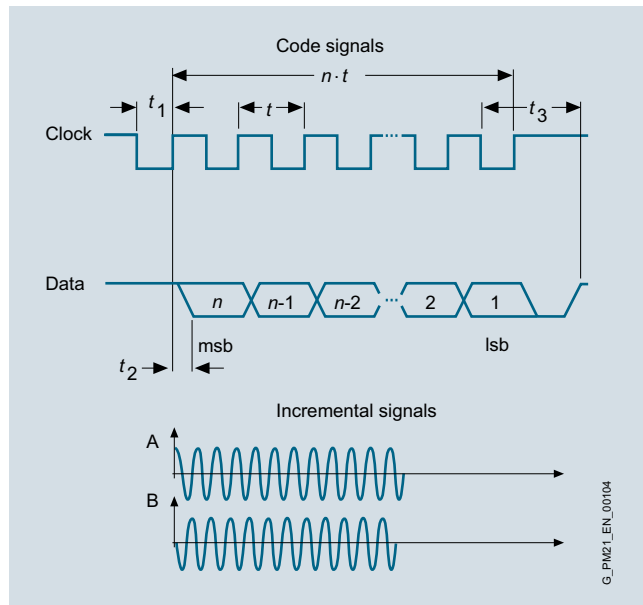 Code signals
n · t
t1
t
t3
Clock
Data
n
n-1
n-2
2
1
msb
lsb
t2
Incremental signals
A
B
G_PM21_EN_00104